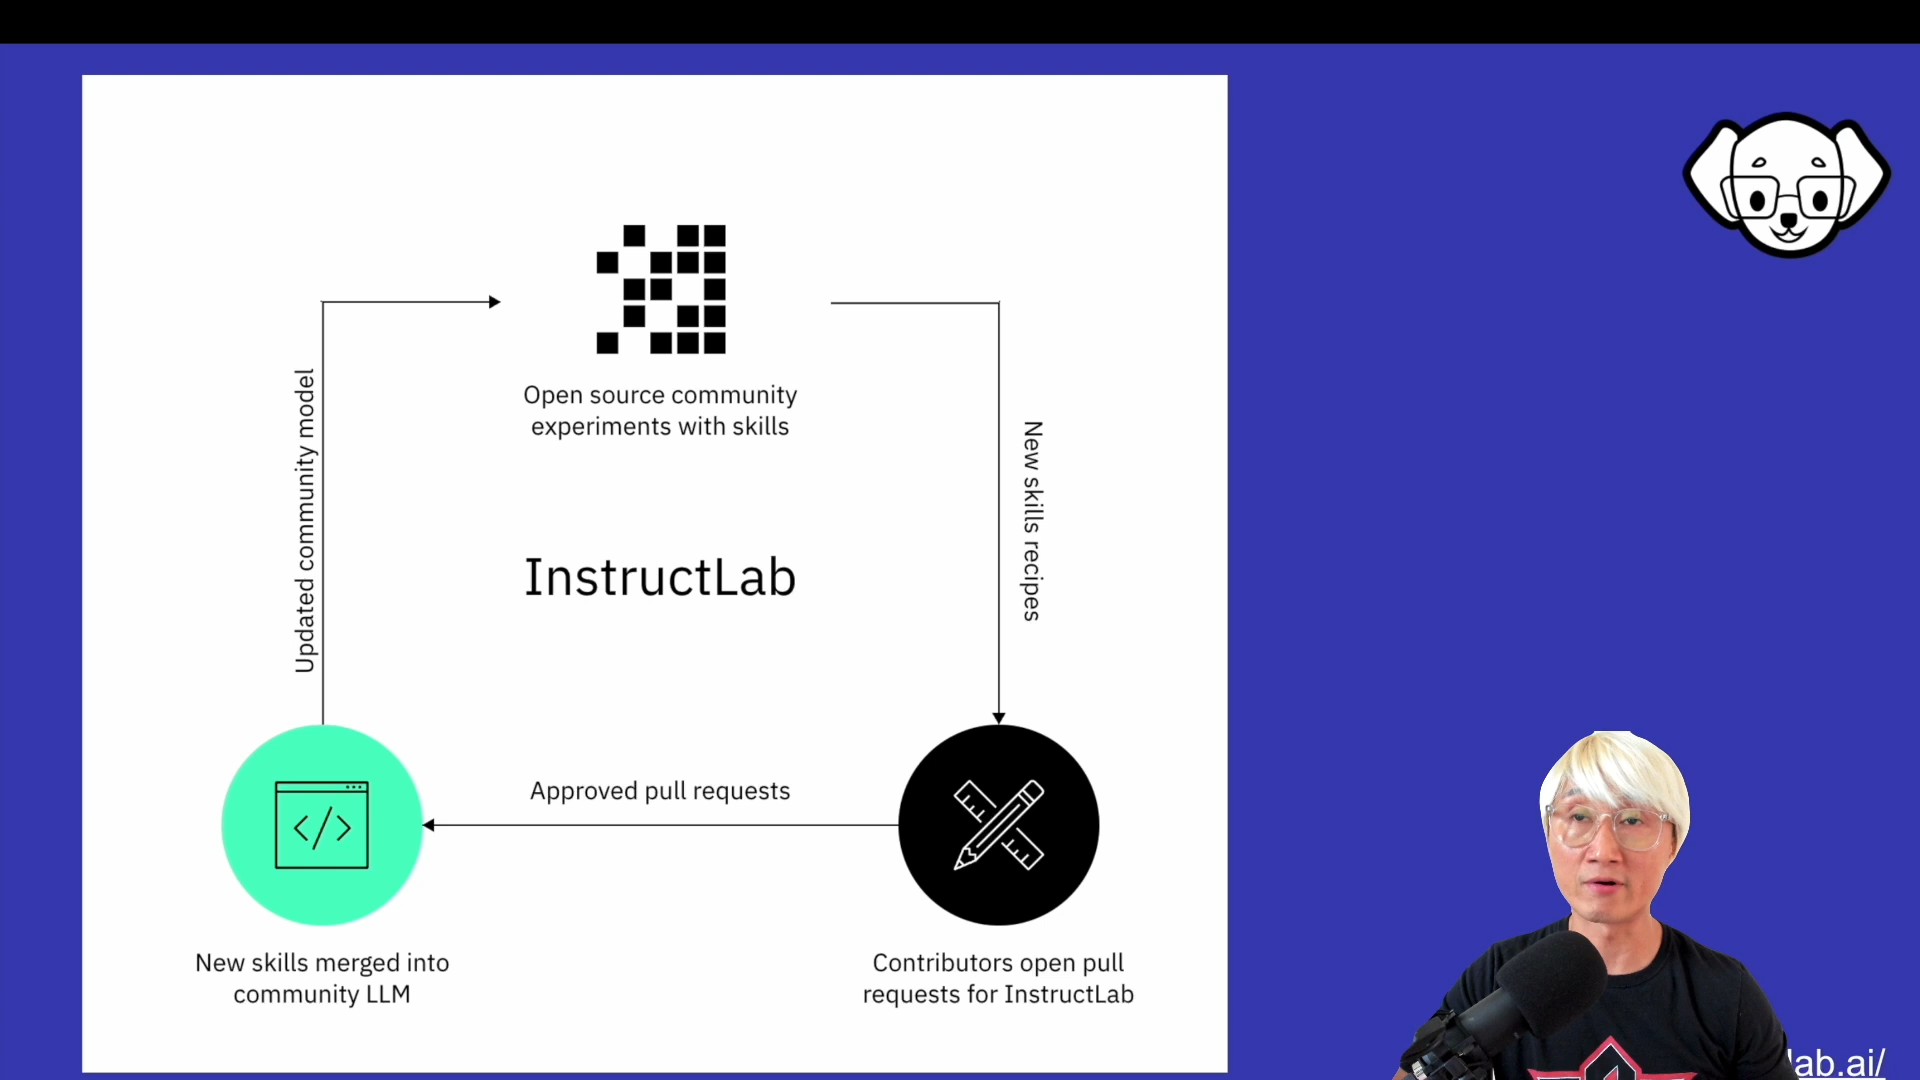 Open source community
experiments with skills
Updated community model
New skills recipes
InstructLab
Approved pull requests
New skills merged into
community LLM
Contributors open pull
requests for InstructLab
lab.ai/